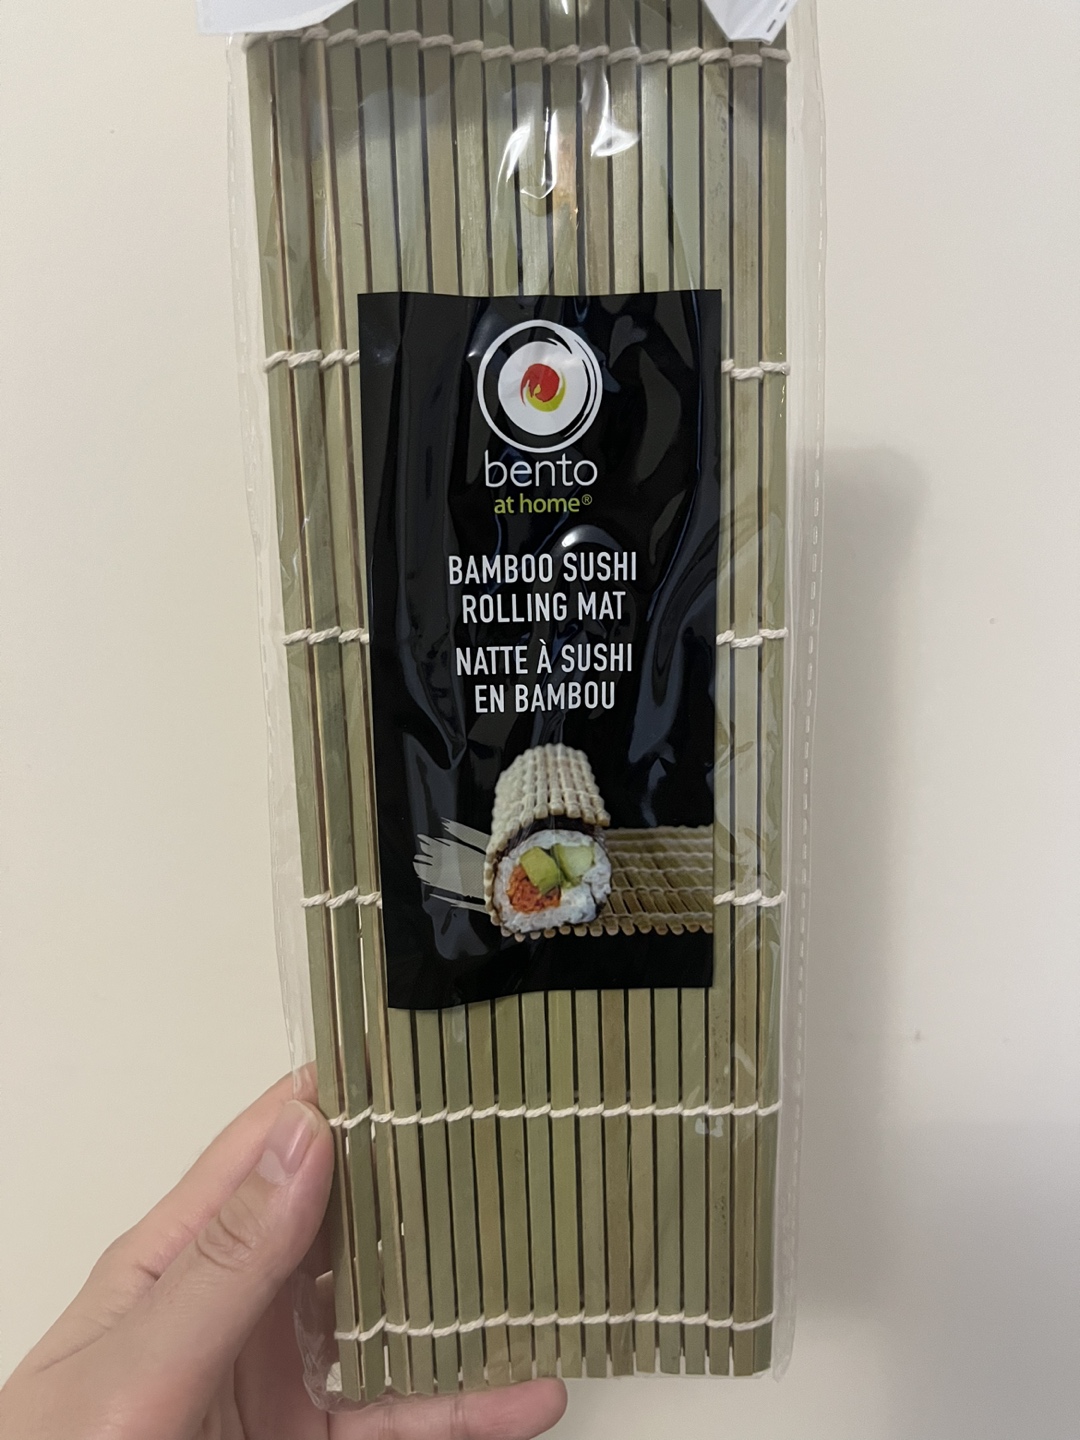 bento
at home®
BAMBOO SUSHI
ROLLING MAT
NATTE À SUSHI
EN BAMBOU